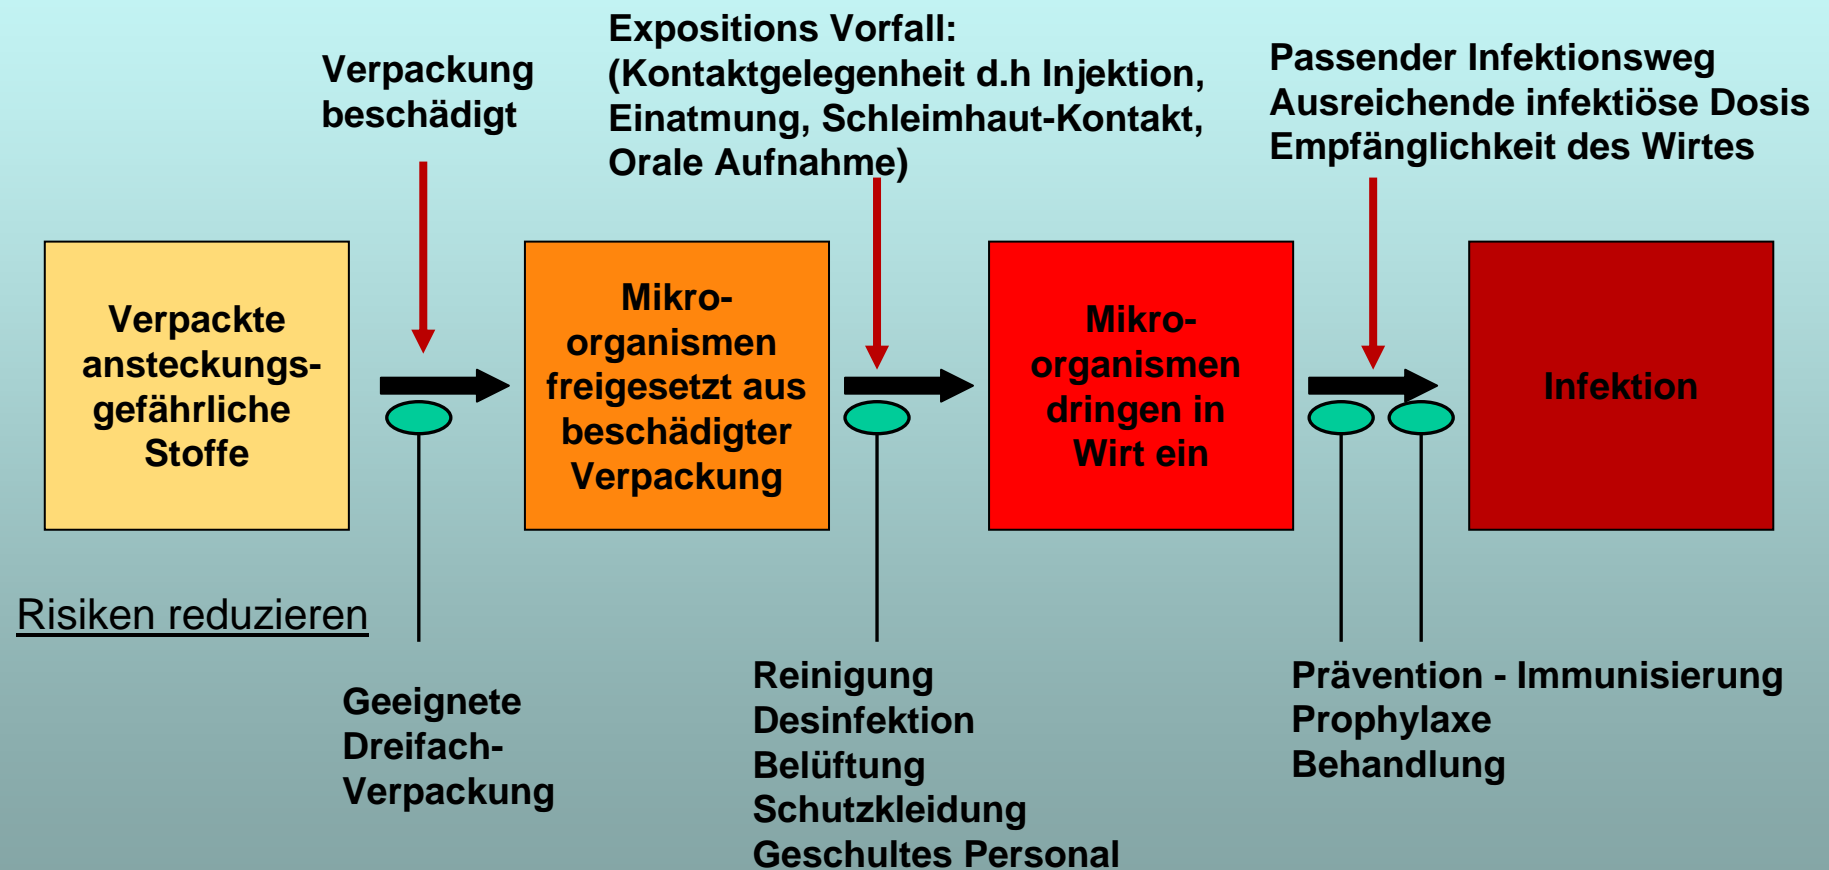 Verpackung
beschädigt
Expositions Vorfall:
(Kontaktgelegenheit d.h Injektion,
Einatmung, Schleimhaut-Kontakt,
Orale Aufnahme)
Passender Infektionsweg
Ausreichende infektiöse Dosis
Empfänglichkeit des Wirtes
Verpackte
ansteckungs-
gefährliche
Stoffe
Mikro-
organismen
freigesetzt aus
beschädigter
Verpackung
Mikro-
organismen
dringen in
Wirt ein
Infektion
Risiken reduzieren
Geeignete
Dreifach-
Verpackung
Reinigung
Desinfektion
Belüftung
Schutzkleidung
Geschultes Personal
Prävention - Immunisierung
Prophylaxe
Behandlung